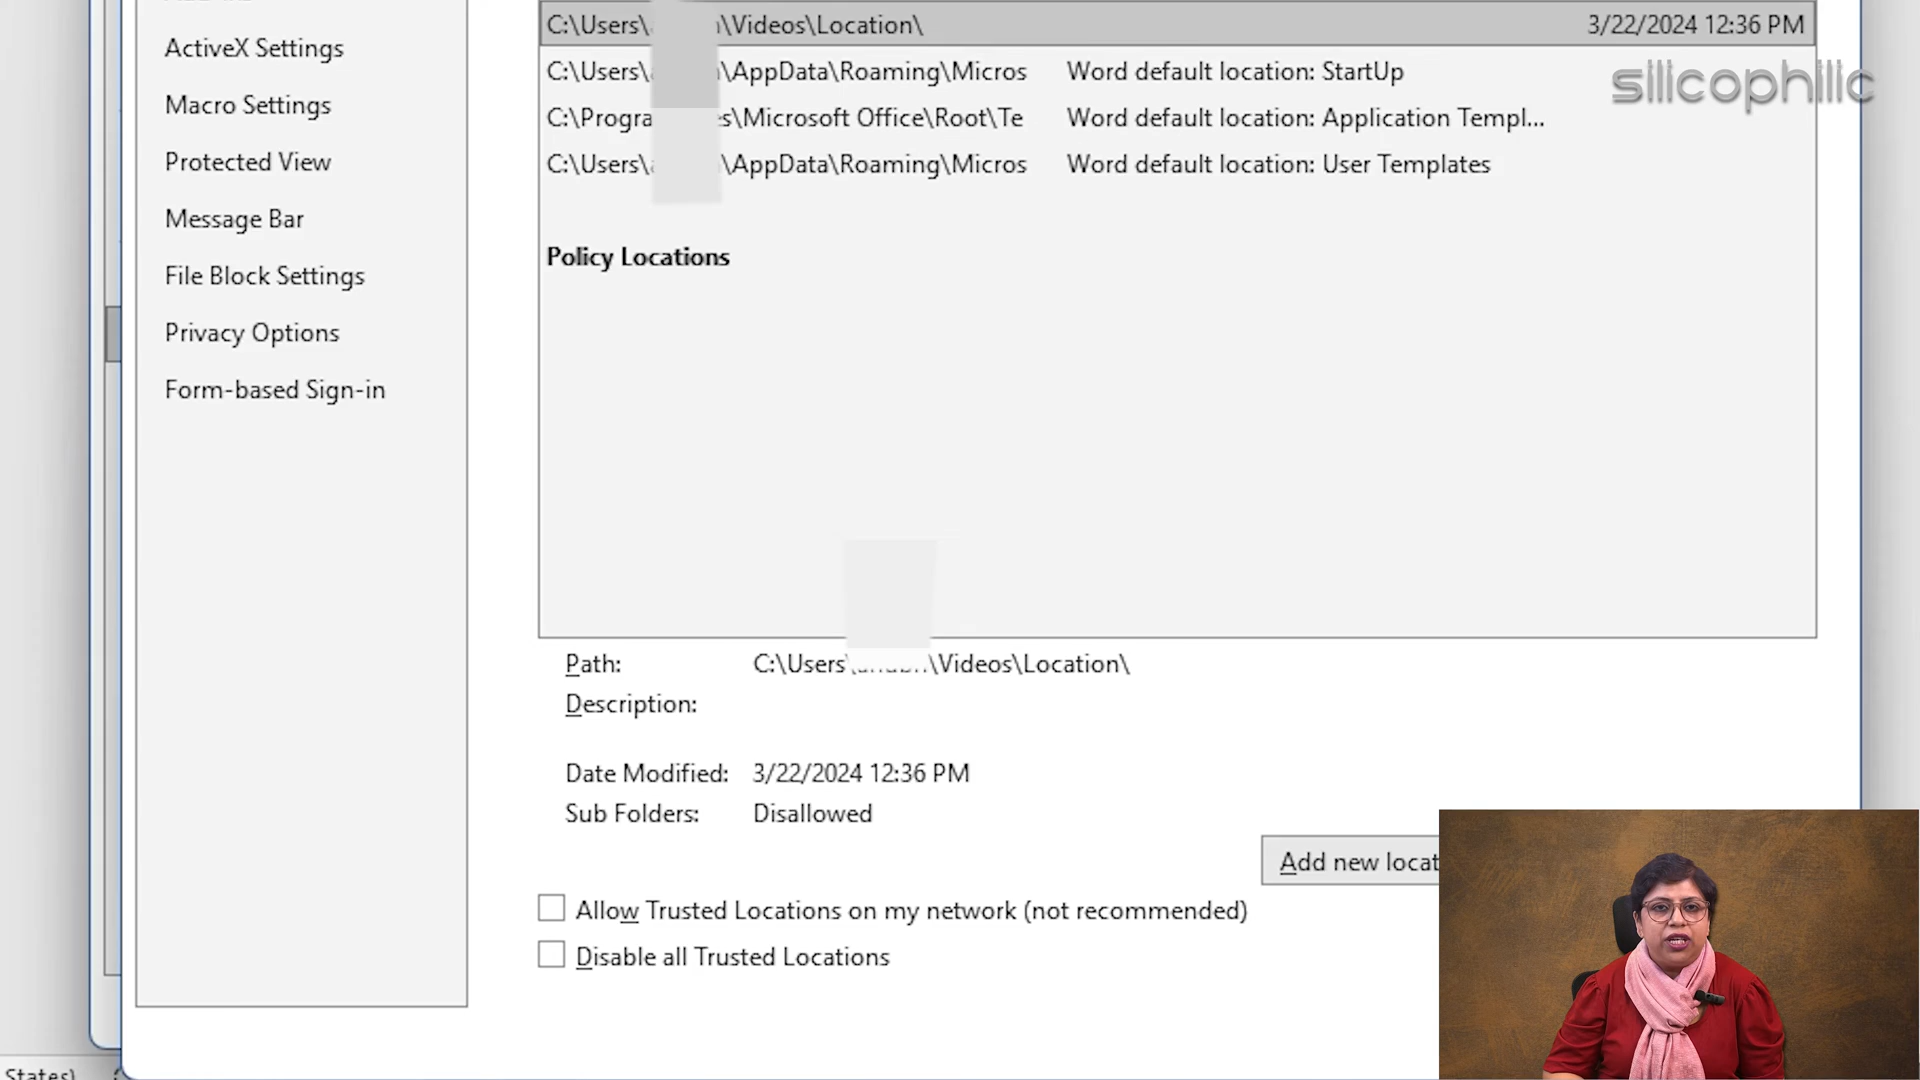 ActiveX Settings
Macro Settings
Protected View
Message Bar
File Block Settings
Privacy Options
Form-based Sign-in
C:\Users\ \Videos\Location\ 3/22/2024 12:36 PM
C:\Users\ \AppData\Roaming\Micros Word default location: StartUp
C:\Progra s\Microsoft Office\Root\Te Word default location: Application Templ...
C:\Users\ \AppData\Roaming\Micros Word default location: User Templates
Policy Locations
Path: C:\Users\ \Videos\Location\
Description:
Date Modified: 3/22/2024 12:36 PM
Sub Folders: Disallowed
Add new locat
Allow Trusted Locations on my network (not recommended)
Disable all Trusted Locations
States)
silicophilic